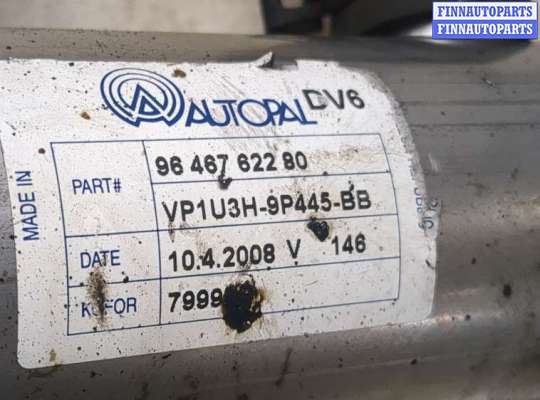 FINNAUTOPARTS
FINNAUTOPARTS
AUTOPAL DV6
MADE IN
PART# 96 467 622 80
VP1U3H-9P445-BB
DATE 10.4.2008 V 146
KUFOR